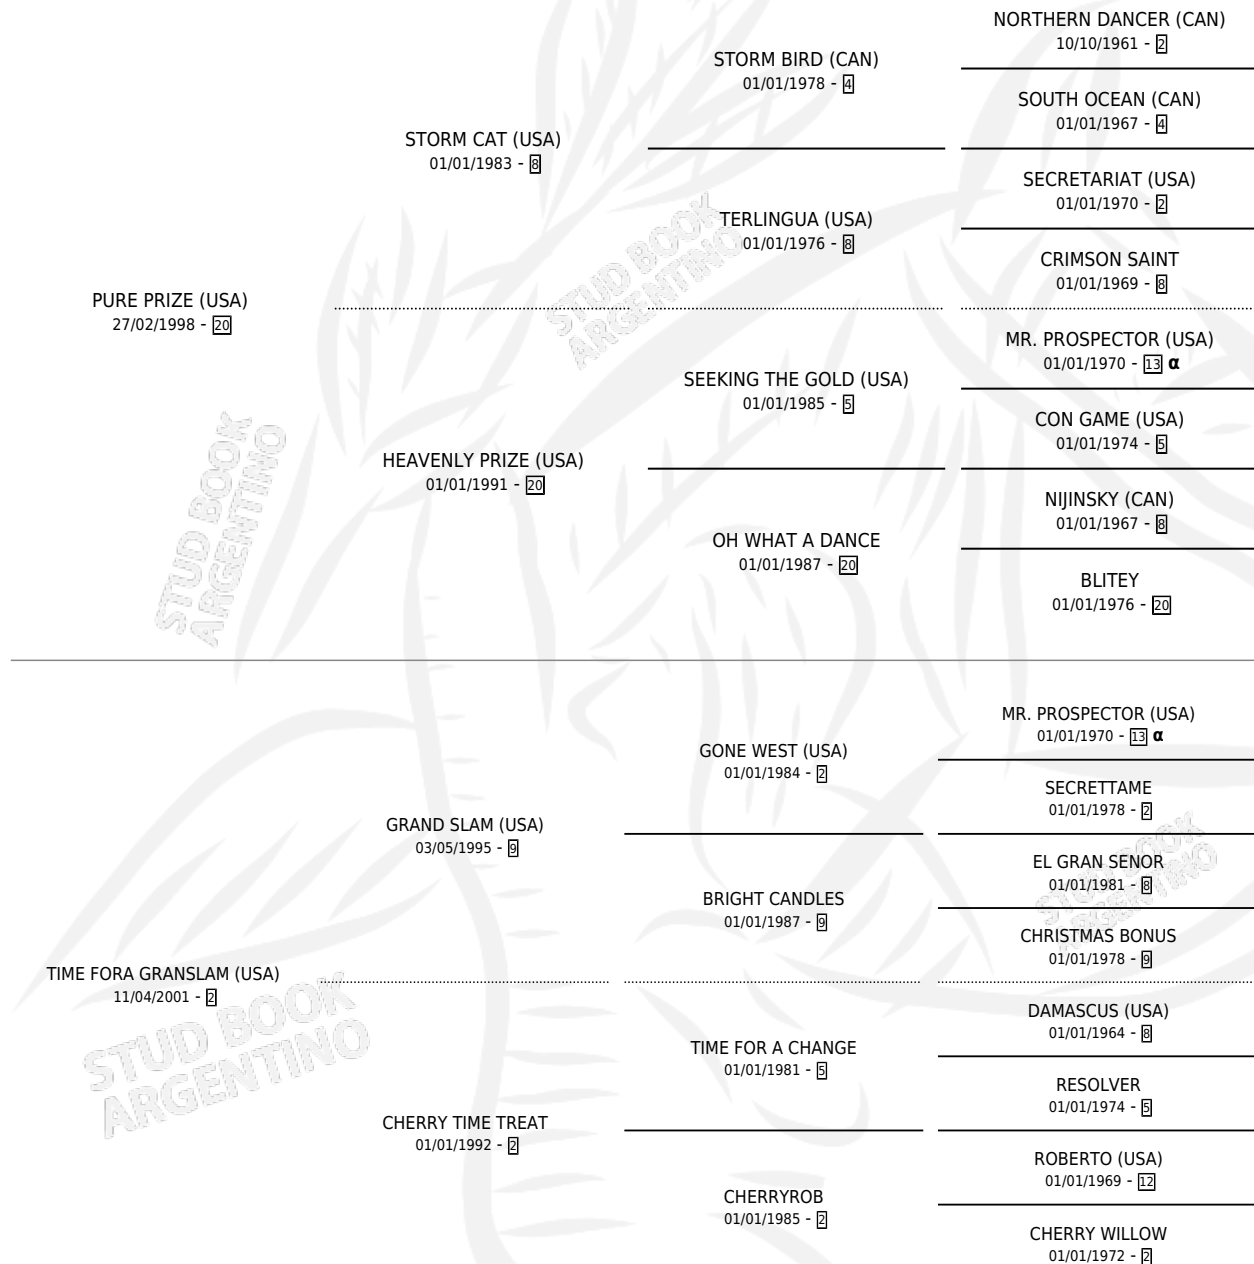 NORTHERN DANCER (CAN)
10/10/1961 - 2
STORM BIRD (CAN)
01/01/1978 - 4
SOUTH OCEAN (CAN)
01/01/1967 - 4
STORM CAT (USA)
01/01/1983 - 8
SECRETARIAT (USA)
01/01/1970 - 2
TERLINGUA (USA)
01/01/1976 - 8
CRIMSON SAINT
01/01/1969 - 8
STUD BOOK
ARGENTINO
PURE PRIZE (USA)
27/02/1998 - 20
MR. PROSPECTOR (USA)
01/01/1970 - 13 α
SEEKING THE GOLD (USA)
01/01/1985 - 5
CON GAME (USA)
01/01/1974 - 5
HEAVENLY PRIZE (USA)
01/01/1991 - 20
NIJINSKY (CAN)
01/01/1967 - 8
OH WHAT A DANCE
01/01/1987 - 20
BLITEY
01/01/1976 - 20
STUD BOOK
ARGENTINO
MR. PROSPECTOR (USA)
01/01/1970 - 13 α
GONE WEST (USA)
01/01/1984 - 2
SECRETTAME
01/01/1978 - 2
GRAND SLAM (USA)
03/05/1995 - 9
EL GRAN SENOR
01/01/1981 - 8
BRIGHT CANDLES
01/01/1987 - 9
CHRISTMAS BONUS
01/01/1978 - 9
STUD BOOK
ARGENTINO
TIME FORA GRANSLAM (USA)
11/04/2001 - 2
DAMASCUS (USA)
01/01/1964 - 8
TIME FOR A CHANGE
01/01/1981 - 5
RESOLVER
01/01/1974 - 5
STUD BOOK
ARGENTINO
CHERRY TIME TREAT
01/01/1992 - 2
ROBERTO (USA)
01/01/1969 - 12
CHERRYROB
01/01/1985 - 2
CHERRY WILLOW
01/01/1972 - 2